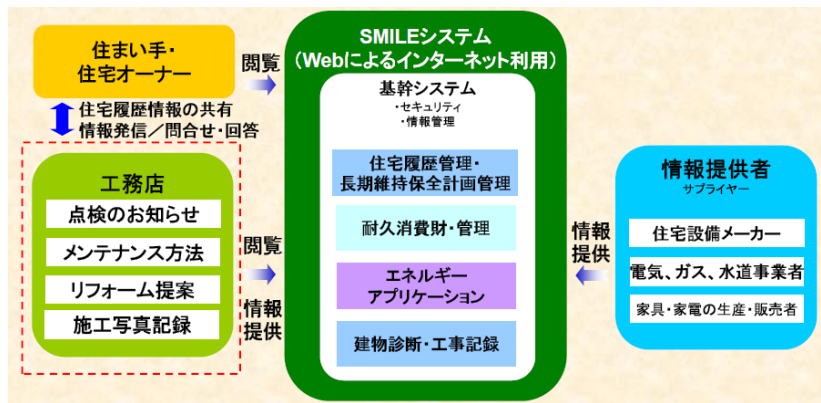 住まい手・
住宅オーナー
閲覧
住宅履歴情報の共有
情報発信／問合せ・回答
工務店
点検のお知らせ
メンテナンス方法
リフォーム提案
施工写真記録
閲覧
情報
提供
SMILEシステム
（Webによるインターネット利用）
基幹システム
・セキュリティ
・情報管理
住宅履歴管理・
長期維持保全計画管理
耐久消費財・管理
エネルギー
アプリケーション
建物診断・工事記録
情報
提供
情報提供者
サプライヤー
住宅設備メーカー
電気、ガス、水道事業者
家具・家電の生産・販売者